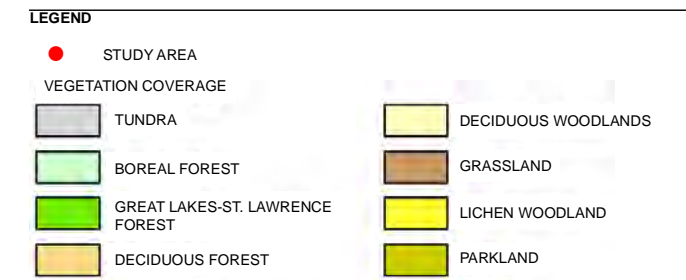 LEGEND
STUDY AREA
VEGETATION COVERAGE
TUNDRA
BOREAL FOREST
GREAT LAKES-ST. LAWRENCE
FOREST
DECIDUOUS FOREST
DECIDUOUS WOODLANDS
GRASSLAND
LICHEN WOODLAND
PARKLAND